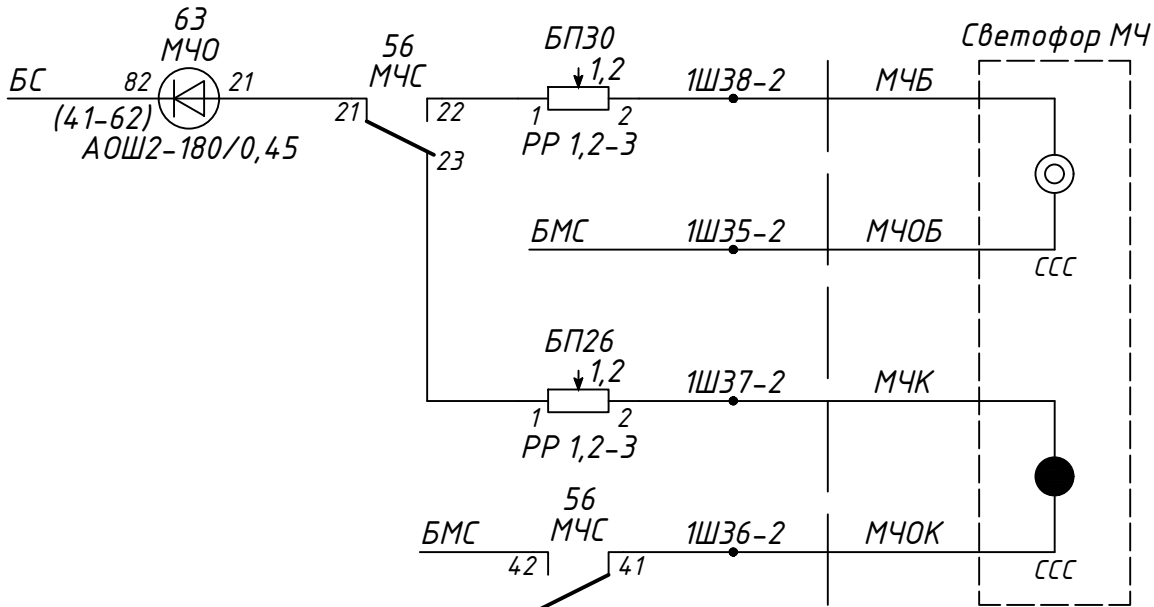 63
МЧО
БС
82
21
(41-62)
АОШ2-180/0,45
56
МЧС
21
22
23
БП30
1,2
1
2
РР 1,2-3
1Ш38-2
МЧБ
Светофор МЧ
БМС
1Ш35-2
МЧОБ
ССС
БП26
1,2
1
2
РР 1,2-3
1Ш37-2
МЧК
56
МЧС
БМС
42
41
1Ш36-2
МЧОК
ССС